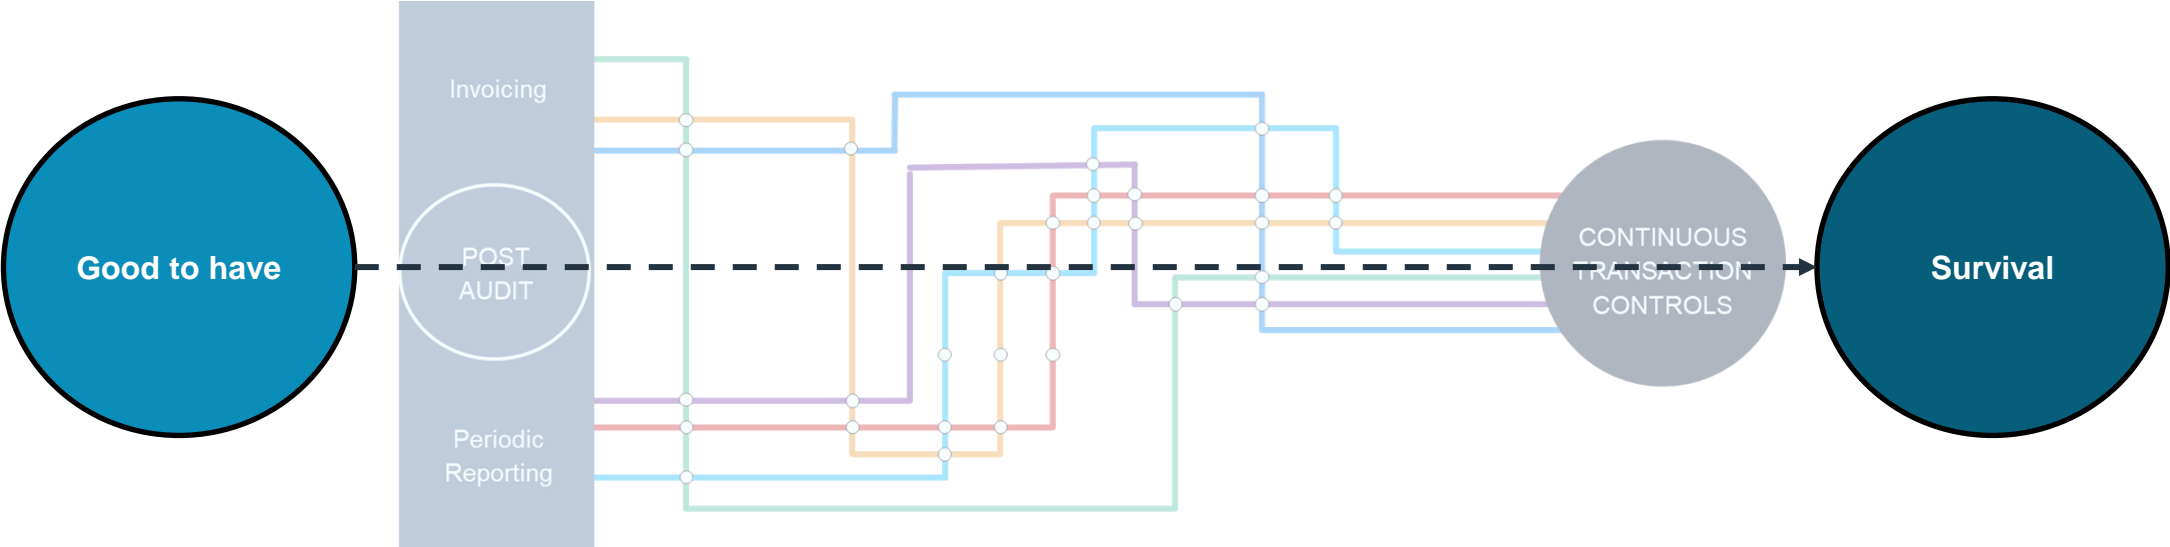 Good to have
Invoicing
POST
AUDIT
Periodic
Reporting
CONTINUOUS
TRANSACTION
CONTROLS
Survival